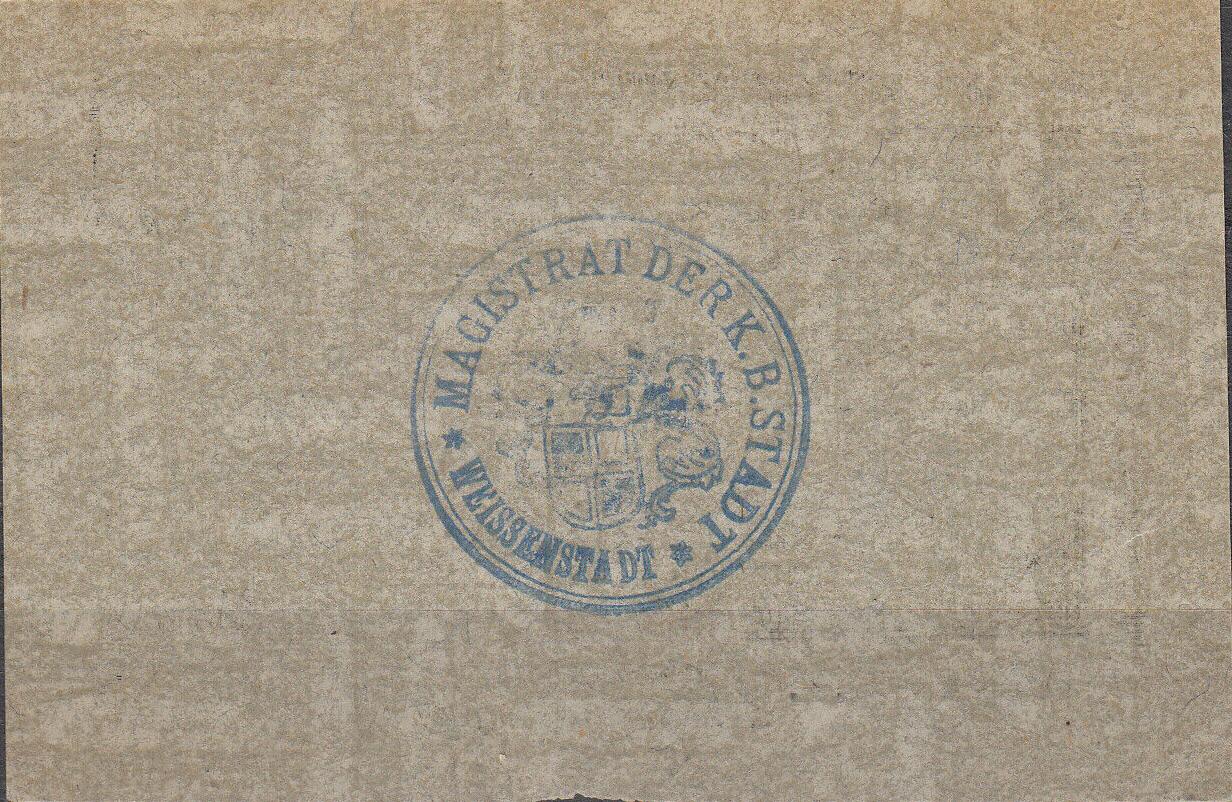 MAGISTRAT DER K. B. STADT
WEISSENSTADT